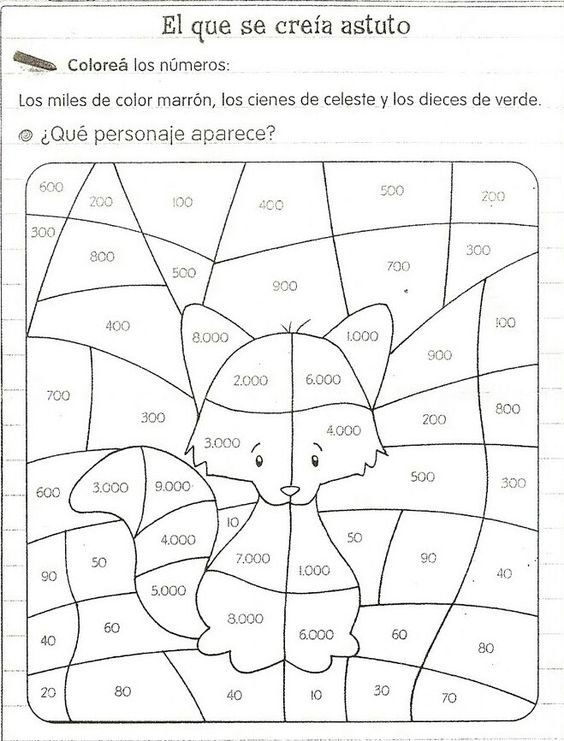 El que se creía astuto
Coloreá los números:
Los miles de color marrón, los cienes de celeste y los dieces de verde.
¿Qué personaje aparece?
600 200 100 400 500 200
300 800 500 900 700 300
400 8.000 1.000 900 100
700 300 2.000 6.000 200 800
3.000 4.000
600 3.000 9.000 500 300
10 4.000 50
90 50 5.000 7.000 1.000 90 40
40 60 8.000 6.000 60 80
20 80 40 10 30 70